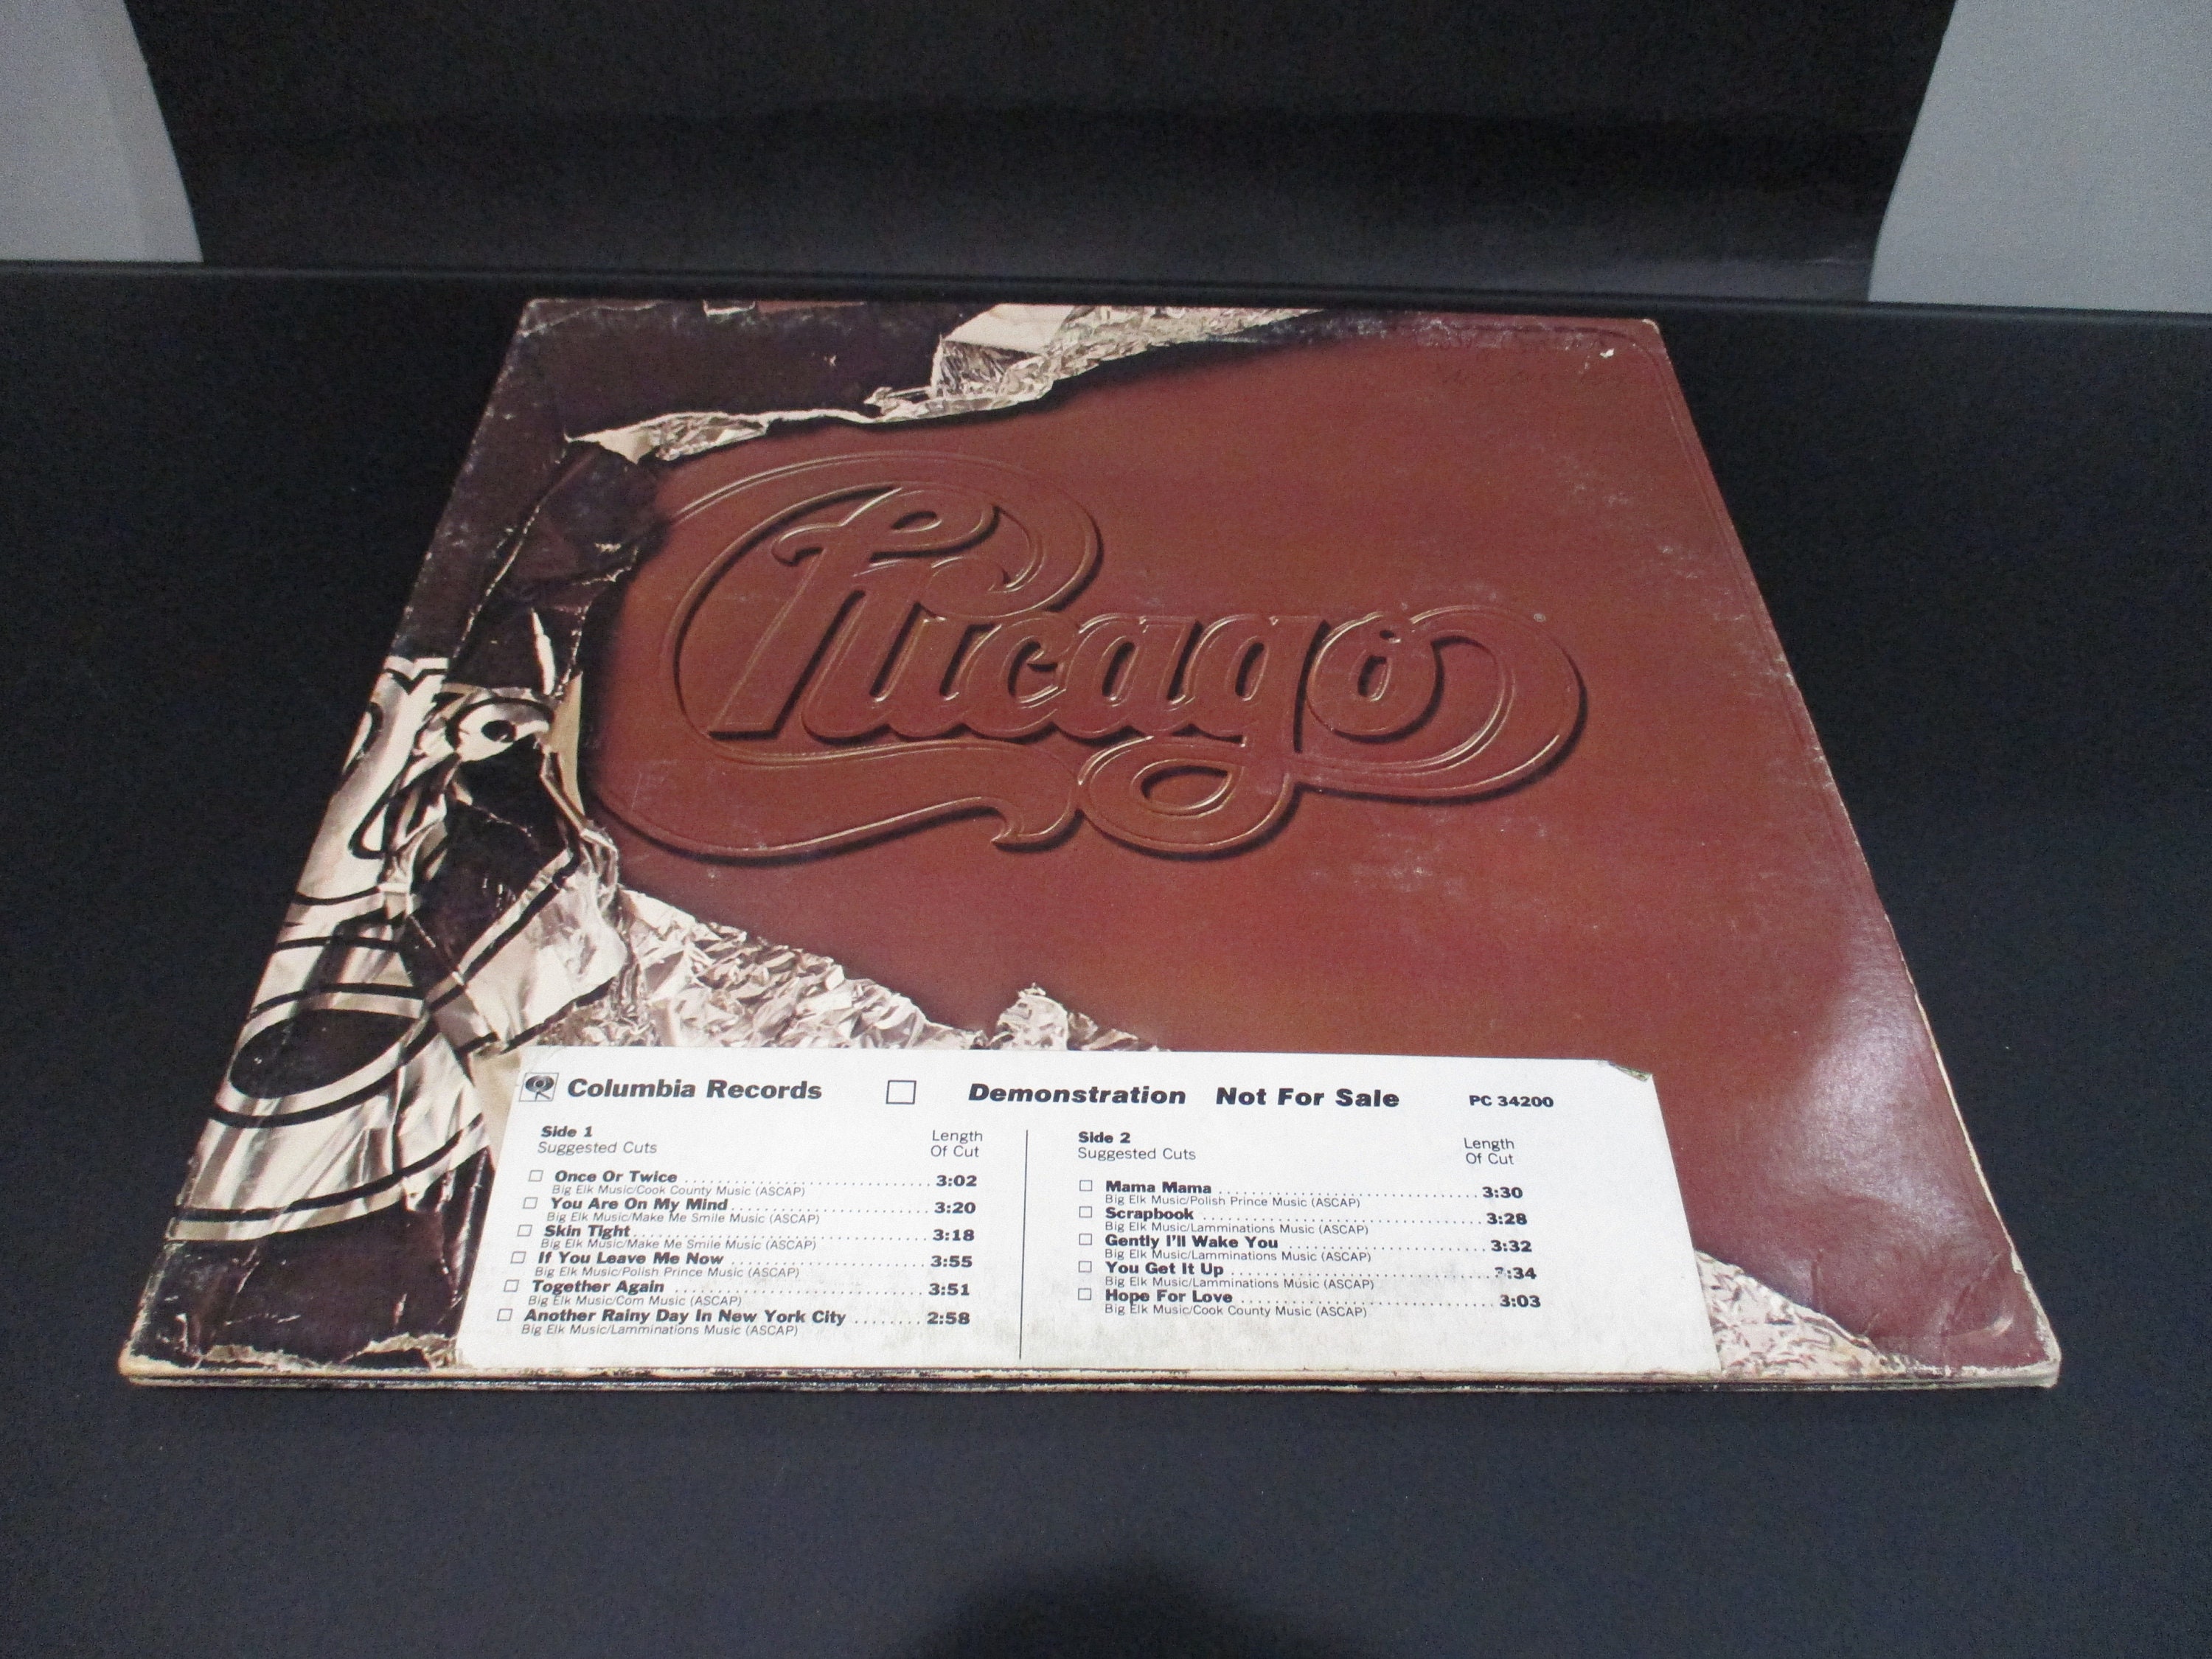 Chicago
Columbia Records Demonstration Not For Sale PC 34200
Side 1
Suggested Cuts
Length
Of Cut
Once Or Twice 3:02
Big Elk Music/Cook County Music (ASCAP)
You Are On My Mind 3:20
Big Elk Music/Make Me Smile Music (ASCAP)
Skin Tight 3:18
Big Elk Music/Make Me Smile Music (ASCAP)
If You Leave Me Now 3:55
Big Elk Music/Polish Prince Music (ASCAP)
Together Again 3:51
Big Elk Music/Com Music (ASCAP)
Another Rainy Day In New York City 2:58
Big Elk Music/Lamminations Music (ASCAP)
Side 2
Suggested Cuts
Length
Of Cut
Mama Mama 3:30
Big Elk Music/Polish Prince Music (ASCAP)
Scrapbook 3:28
Big Elk Music/Lamminations Music (ASCAP)
Gently I'll Wake You 3:32
Big Elk Music/Lamminations Music (ASCAP)
You Get It Up
Big Elk Music/Lamminations Music (ASCAP)
Hope For Love 3:03
Big Elk Music/Cook County Music (ASCAP)